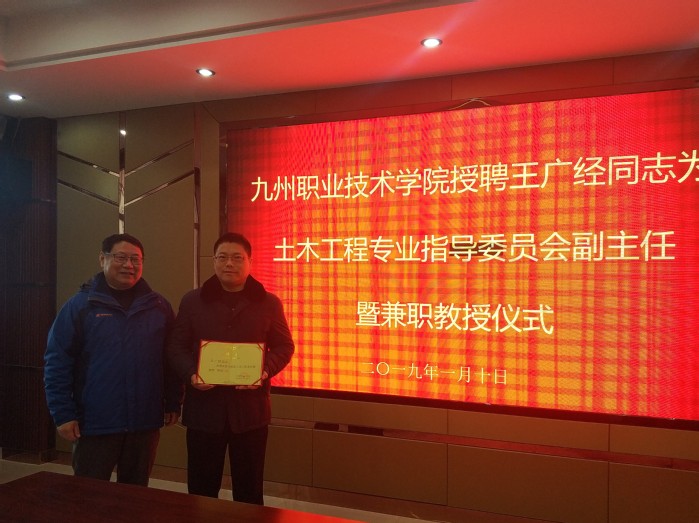 九州职业技术学院授聘王广经同志为
土木工程专业指导委员会副主任
暨兼职教授仪式
二〇一九年一月十日